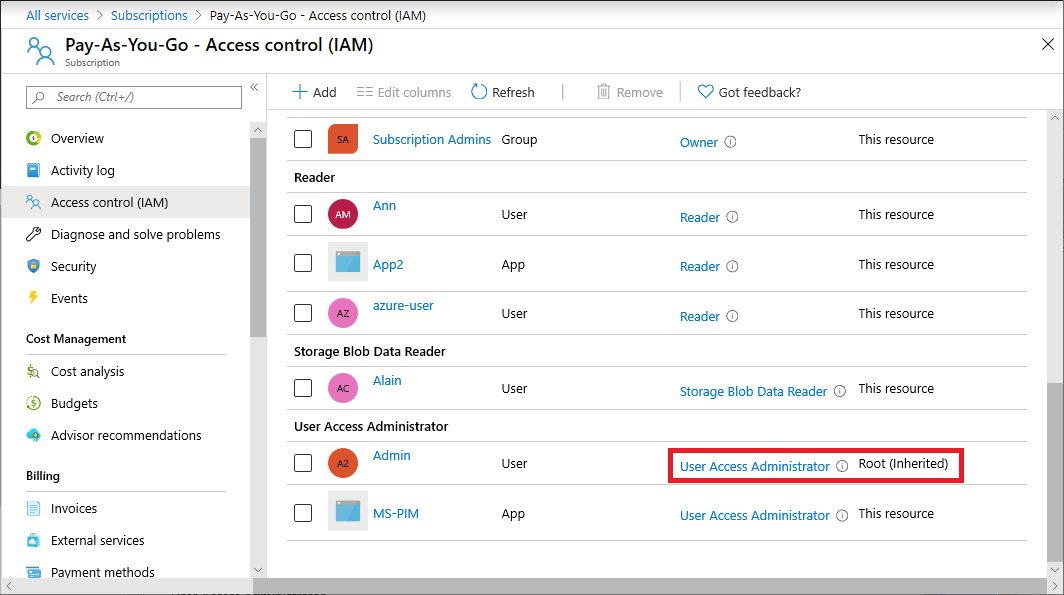 All services > Subscriptions > Pay-As-You-Go - Access control (IAM)
Pay-As-You-Go - Access control (IAM)
Subscription
Search (Ctrl+/)
«
Overview
Activity log
Access control (IAM)
Diagnose and solve problems
Security
Events
Cost Management
Cost analysis
Budgets
Advisor recommendations
Billing
Invoices
External services
Payment methods
Add Edit columns Refresh Remove Got feedback?
SA Subscription Admins Group Owner This resource
Reader
AM Ann User Reader This resource
App2 App Reader This resource
AZ azure-user User Reader This resource
Storage Blob Data Reader
AC Alain User Storage Blob Data Reader This resource
User Access Administrator
A2 Admin User User Access Administrator Root (Inherited)
MS-PIM App User Access Administrator This resource